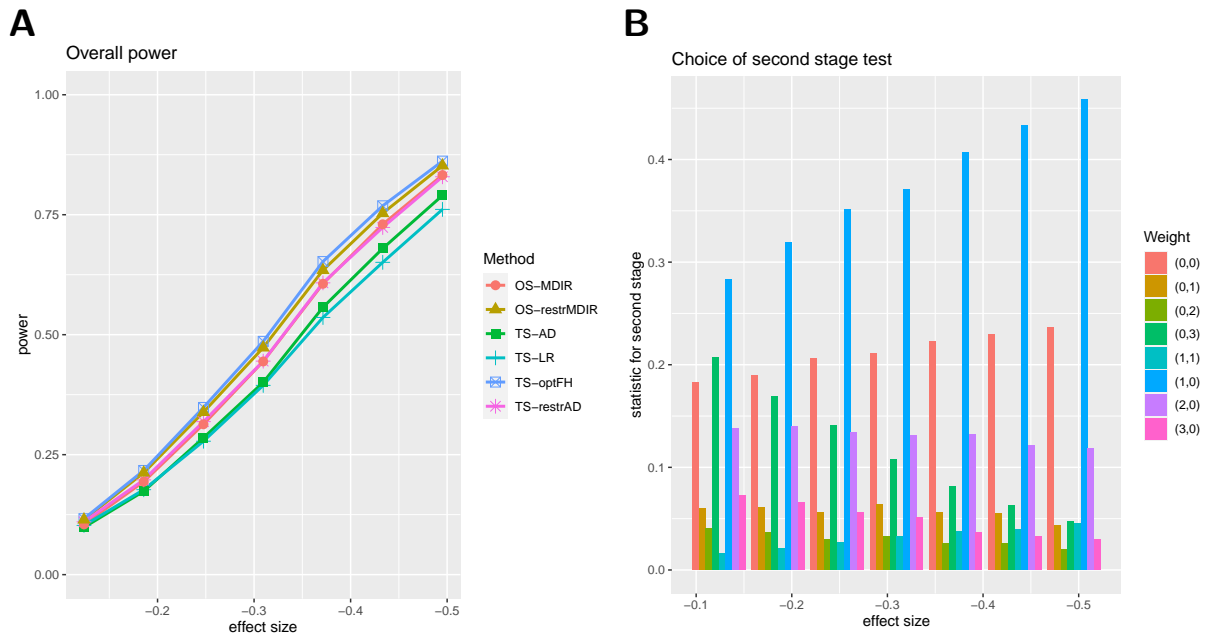 A
Overall power
1.00
0.75
0.50
0.25
0.00
power
−0.2
−0.3
−0.4
−0.5
effect size
Method
OS−MDIR
OS−restrMDIR
TS−AD
TS−LR
TS−optFH
TS−restrAD
B
Choice of second stage test
0.4
0.3
0.2
0.1
0.0
statistic for second stage
−0.1
−0.2
−0.3
−0.4
−0.5
effect size
Weight
(0,0)
(0,1)
(0,2)
(0,3)
(1,1)
(1,0)
(2,0)
(3,0)